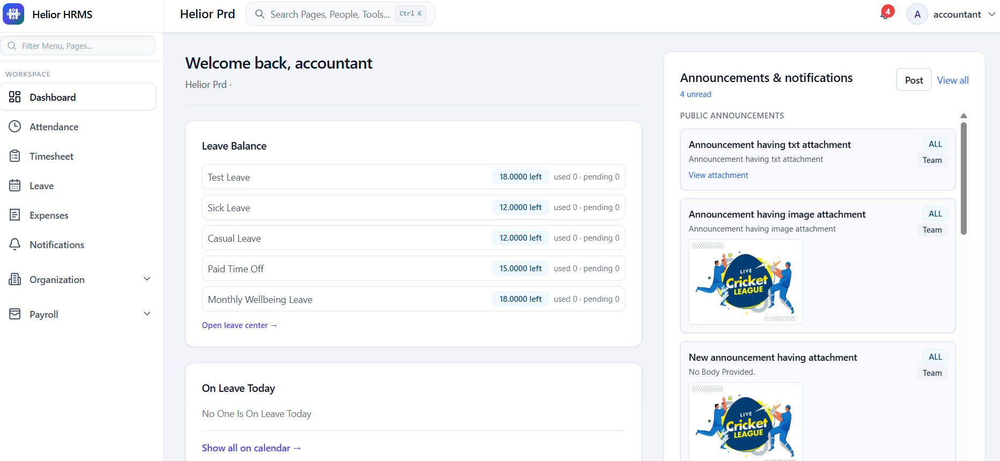 Helior HRMS
Helior Prd
Search Pages, People, Tools...
Ctrl K
4
A
accountant
Filter Menu, Pages...
WORKSPACE
Dashboard
Attendance
Timesheet
Leave
Expenses
Notifications
Organization
Payroll
Welcome back, accountant
Helior Prd ·
Leave Balance
Test Leave 18.0000 left used 0 · pending 0
Sick Leave 12.0000 left used 0 · pending 0
Casual Leave 12.0000 left used 0 · pending 0
Paid Time Off 15.0000 left used 0 · pending 0
Monthly Wellbeing Leave 18.0000 left used 0 · pending 0
Open leave center →
On Leave Today
No One Is On Leave Today
Show all on calendar →
Announcements & notifications
Post
View all
4 unread
PUBLIC ANNOUNCEMENTS
Announcement having txt attachment
ALL
Announcement having txt attachment
Team
View attachment
Announcement having image attachment
ALL
Announcement having image attachment
Team
LIVE
Cricket
LEAGUE
New announcement having attachment
ALL
No Body Provided.
Team
LIVE
Cricket
LEAGUE